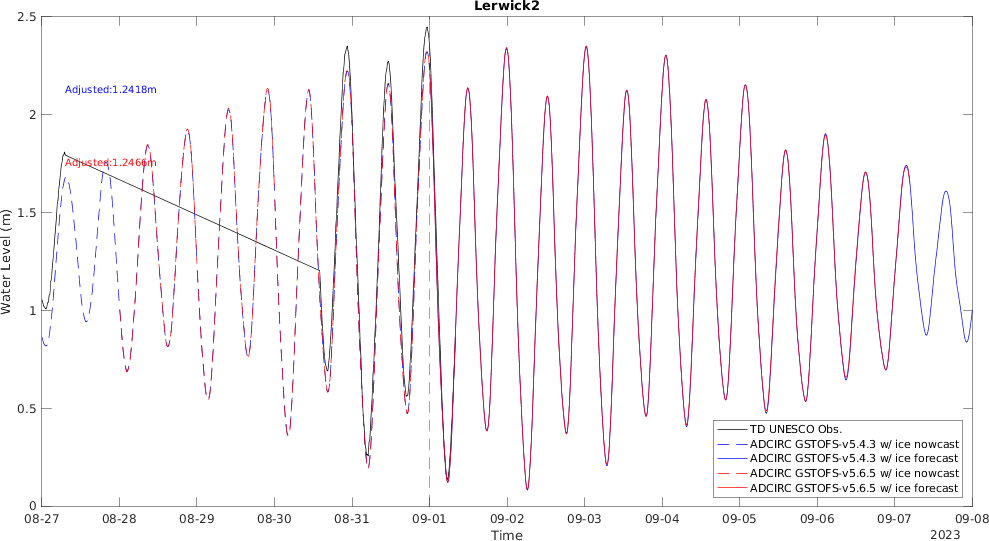 Lerwick2
2.5
2
1.5
1
0.5
0
Water Level (m)
Adjusted:1.2418m
Adjusted:1.2466m
TD UNESCO Obs.
ADCIRC GSTOFS-v5.4.3 w/ ice nowcast
ADCIRC GSTOFS-v5.4.3 w/ ice forecast
ADCIRC GSTOFS-v5.6.5 w/ ice nowcast
ADCIRC GSTOFS-v5.6.5 w/ ice forecast
08-27 08-28 08-29 08-30 08-31 09-01 09-02 09-03 09-04 09-05 09-06 09-07 09-08
Time
2023